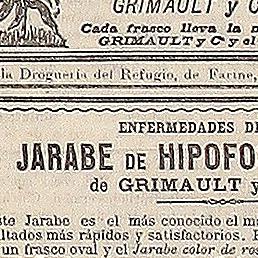 GRIMAULT y C
Cada frasco lleva la
GRIMAULT y C y el
la Droguería del Refugio, de Farine,
ENFERMEDADES DE
JARABE DE HIPOFO
de GRIMAULT y
ste Jarabe es el más conocido el m
ultados más rápidos y satisfactorios.
un frasco oval y el Jarabe color de ros